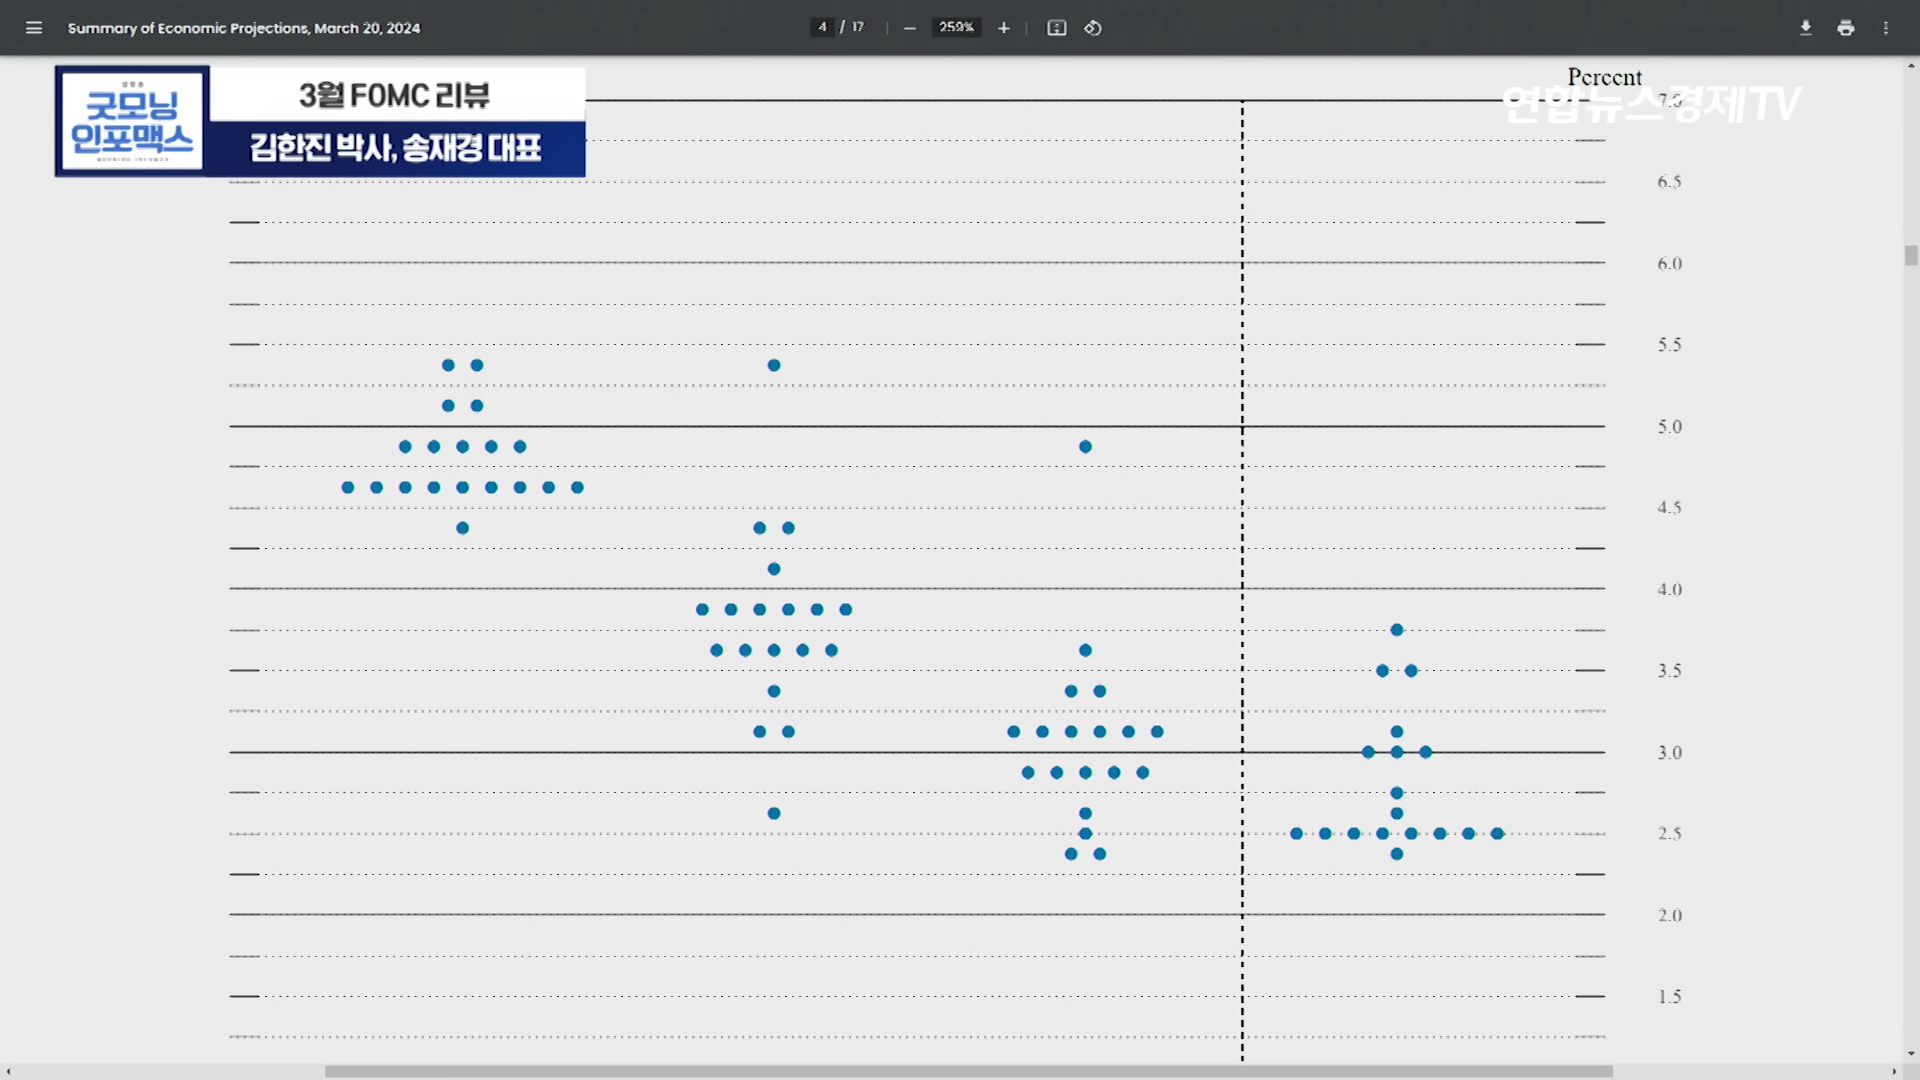 Summary of Economic Projections, March 20, 2024
4 / 17
259%
3월 FOMC 리뷰
굿모닝
인포맥스
김한진 박사, 송재경 대표
Percent
연합뉴스경제TV
7.0
6.5
6.0
5.5
5.0
4.5
4.0
3.5
3.0
2.5
2.0
1.5